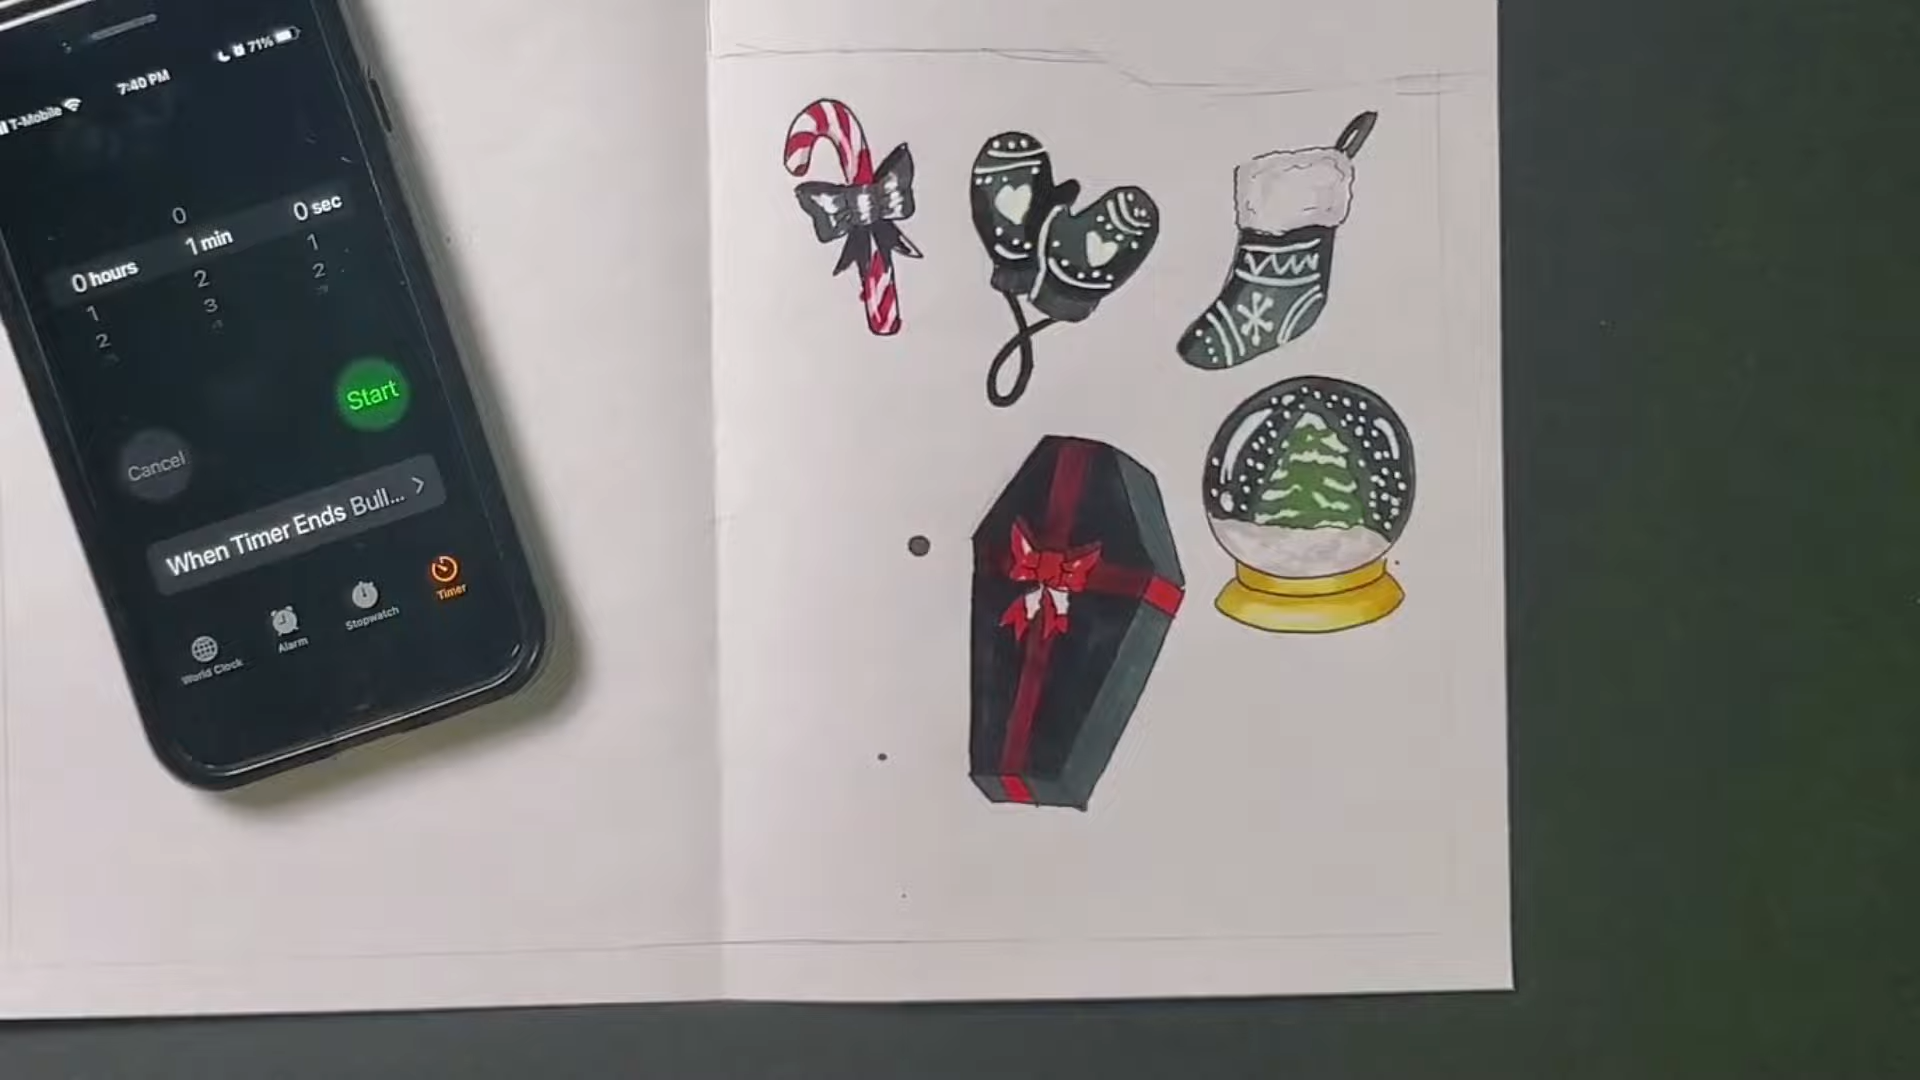 T-Mobile 7:40 PM 71%
0
0 hours 1 min 0 sec
1 2 1
2 3 2
Cancel Start
When Timer Ends Bull... >
World Clock Alarm Stopwatch Timer